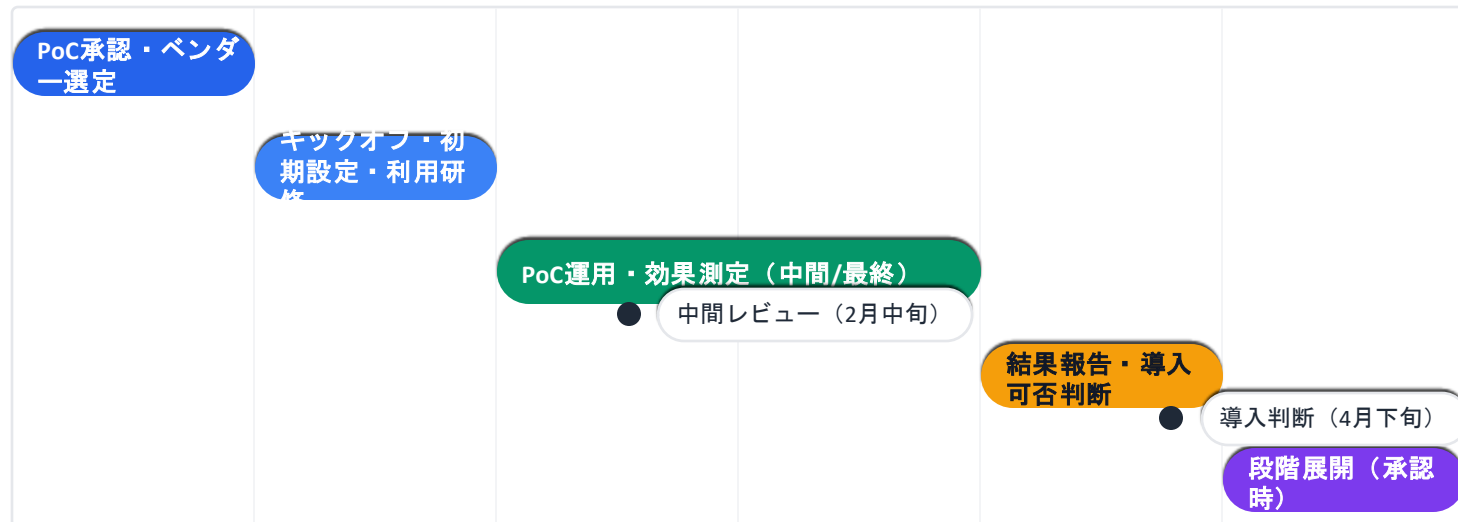 PoC承認・ベンダ
ー選定
キックオフ・初
期設定・利用研
修
PoC運用・効果測定（中間/最終）
中間レビュー（2月中旬）
結果報告・導入
可否判断
導入判断（4月下旬）
段階展開（承認
時）